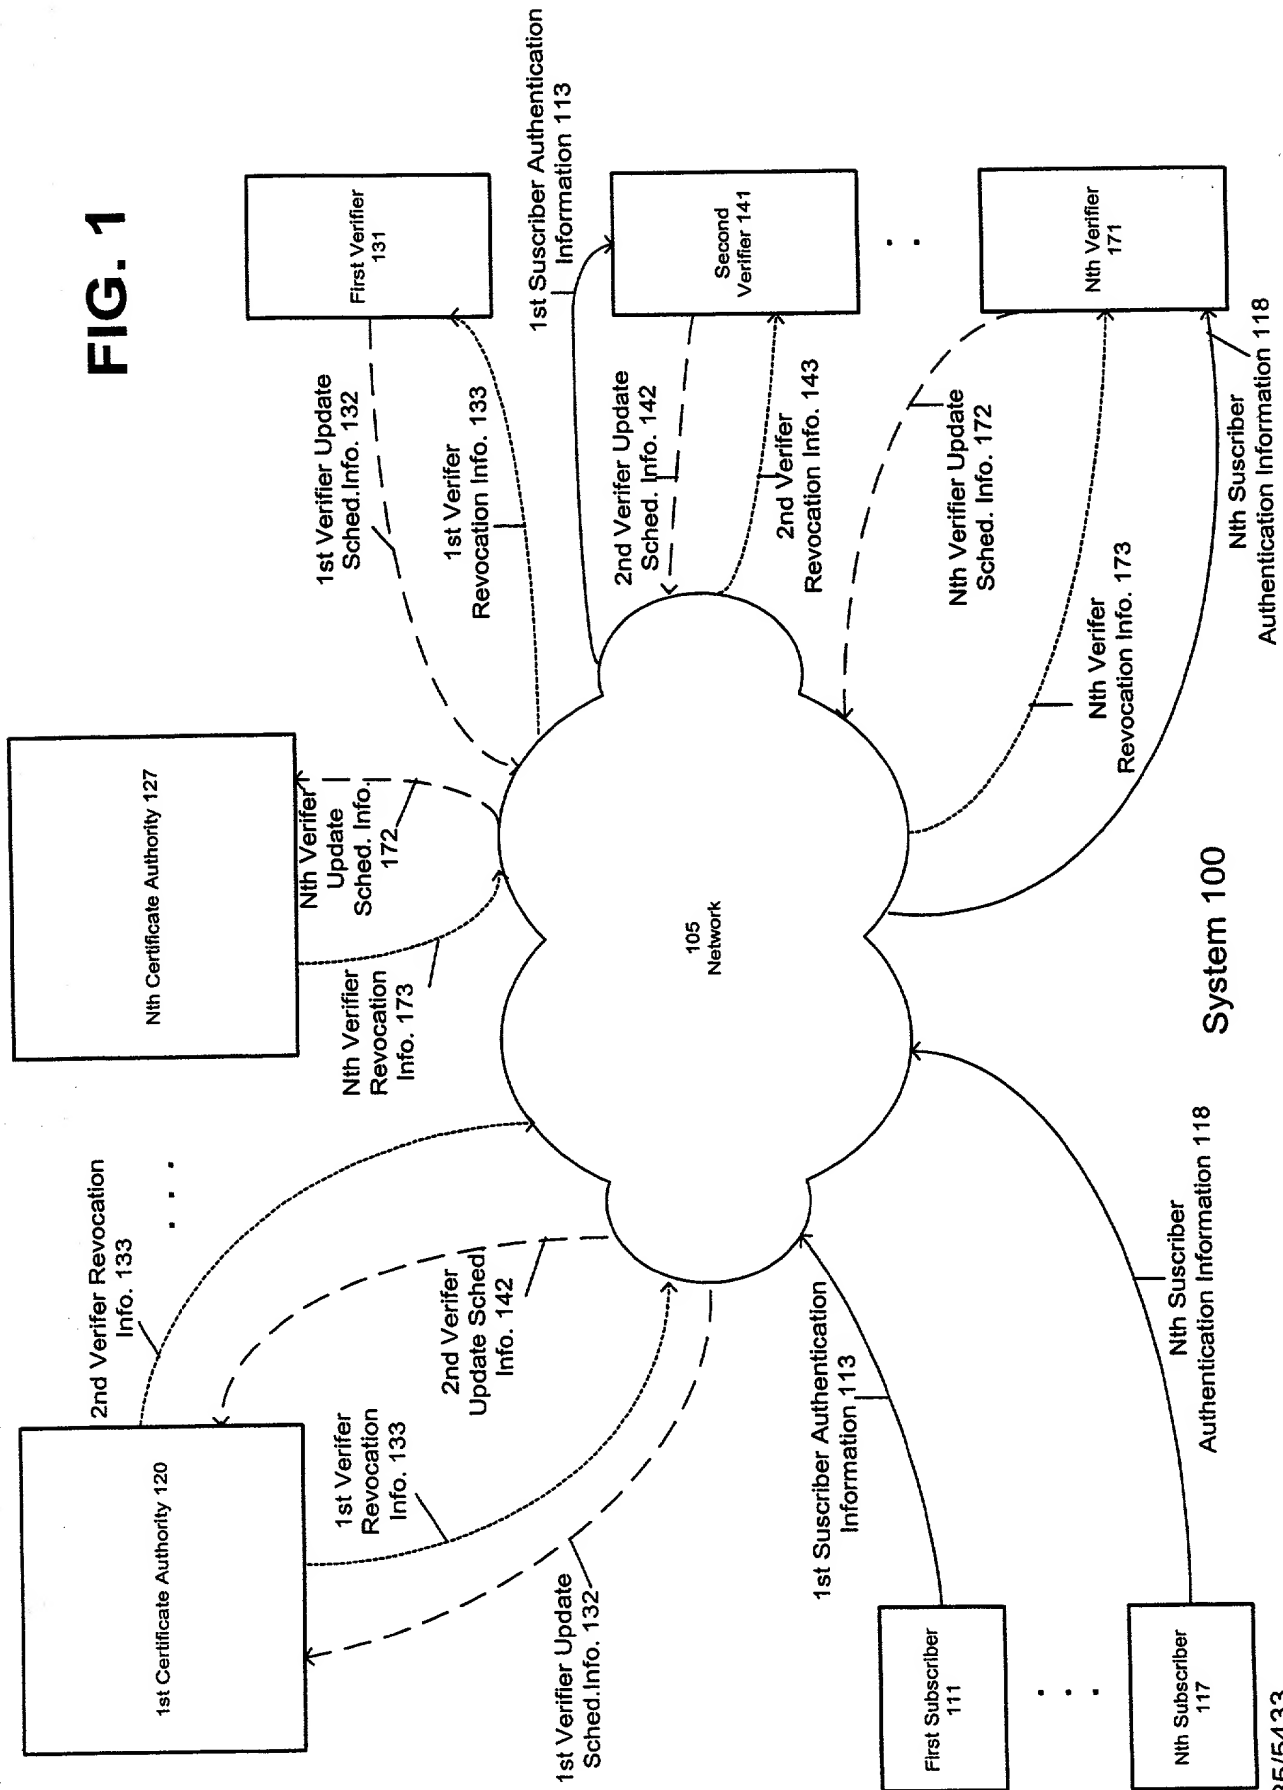 FIG. 1
1st Certificate Authority 120
2nd Verifer Revocation
Info. 133
. . .
Nth Certificate Authority 127
1st Verifer
Revocation
Info. 133
2nd Verifer
Update Sched.
Info. 142
1st Verifier Update
Sched.Info. 132
Nth Verifier
Revocation
Info. 173
Nth Verifer
Update
Sched. Info.
172
1st Verifier Update
Sched.Info. 132
1st Verifer
Revocation Info. 133
First Verifier
131
1st Suscriber Authentication
Information 113
105
Network
2nd Verifer Update
Sched. Info. 142
2nd Verifer
Revocation Info. 143
Second
Verifier 141
. .
Nth Verifier Update
Sched. Info. 172
Nth Verifer
Revocation Info. 173
Nth Verifier
171
Nth Suscriber
Authentication Information 118
First Subscriber
111
. . .
Nth Subscriber
117
1st Suscriber Authentication
Information 113
Nth Suscriber
Authentication Information 118
System 100